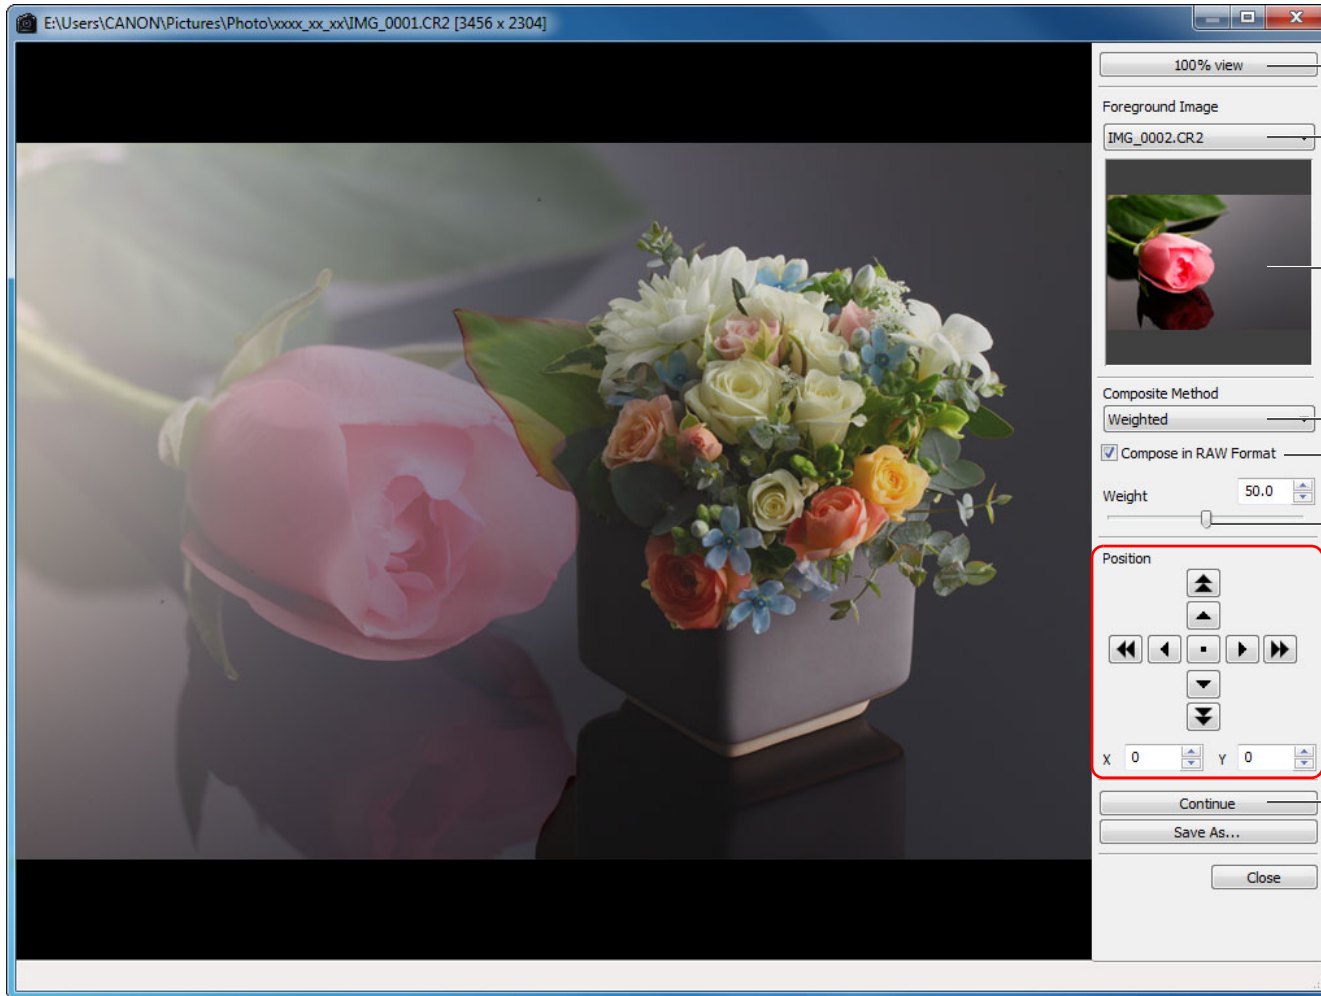 E:\Users\CANON\Pictures\Photo\xxxx_xx_xx\IMG_0001.CR2 [3456 x 2304]
100% view
Foreground Image
IMG_0002.CR2
Composite Method
Weighted
Compose in RAW Format
Weight 50.0
Position
X 0 Y 0
Continue
Save As...
Close